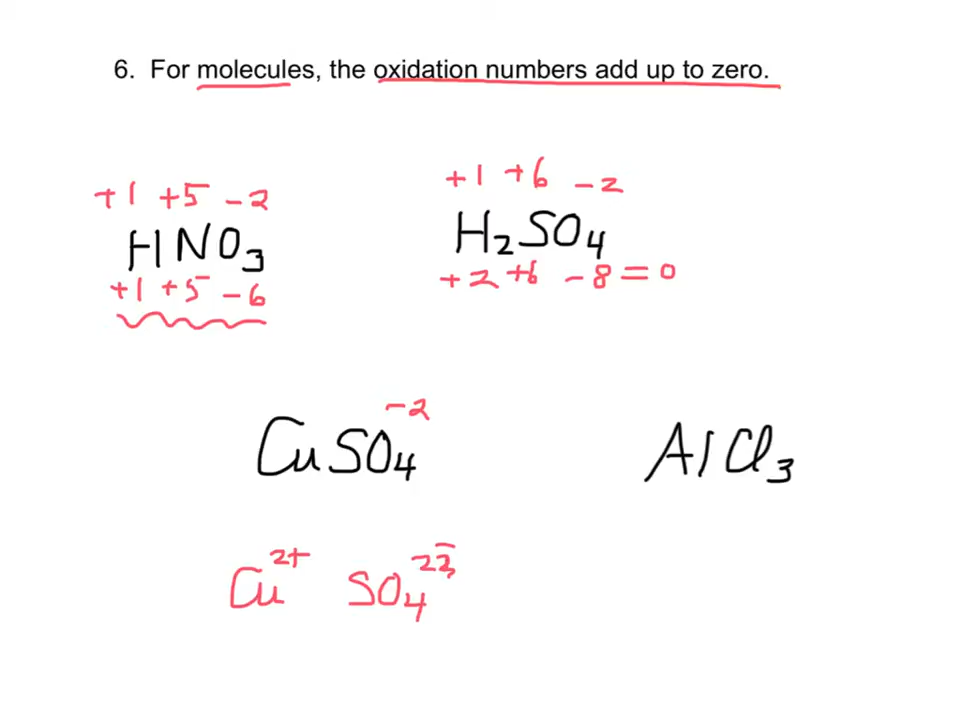 6. For molecules, the oxidation numbers add up to zero.
+1 +5 -2
HNO3
+1 +5 -6
+1 +6 -2
H2SO4
+2 +6 -8 = 0
-2
CuSO4
AlCl3
Cu2+ SO4